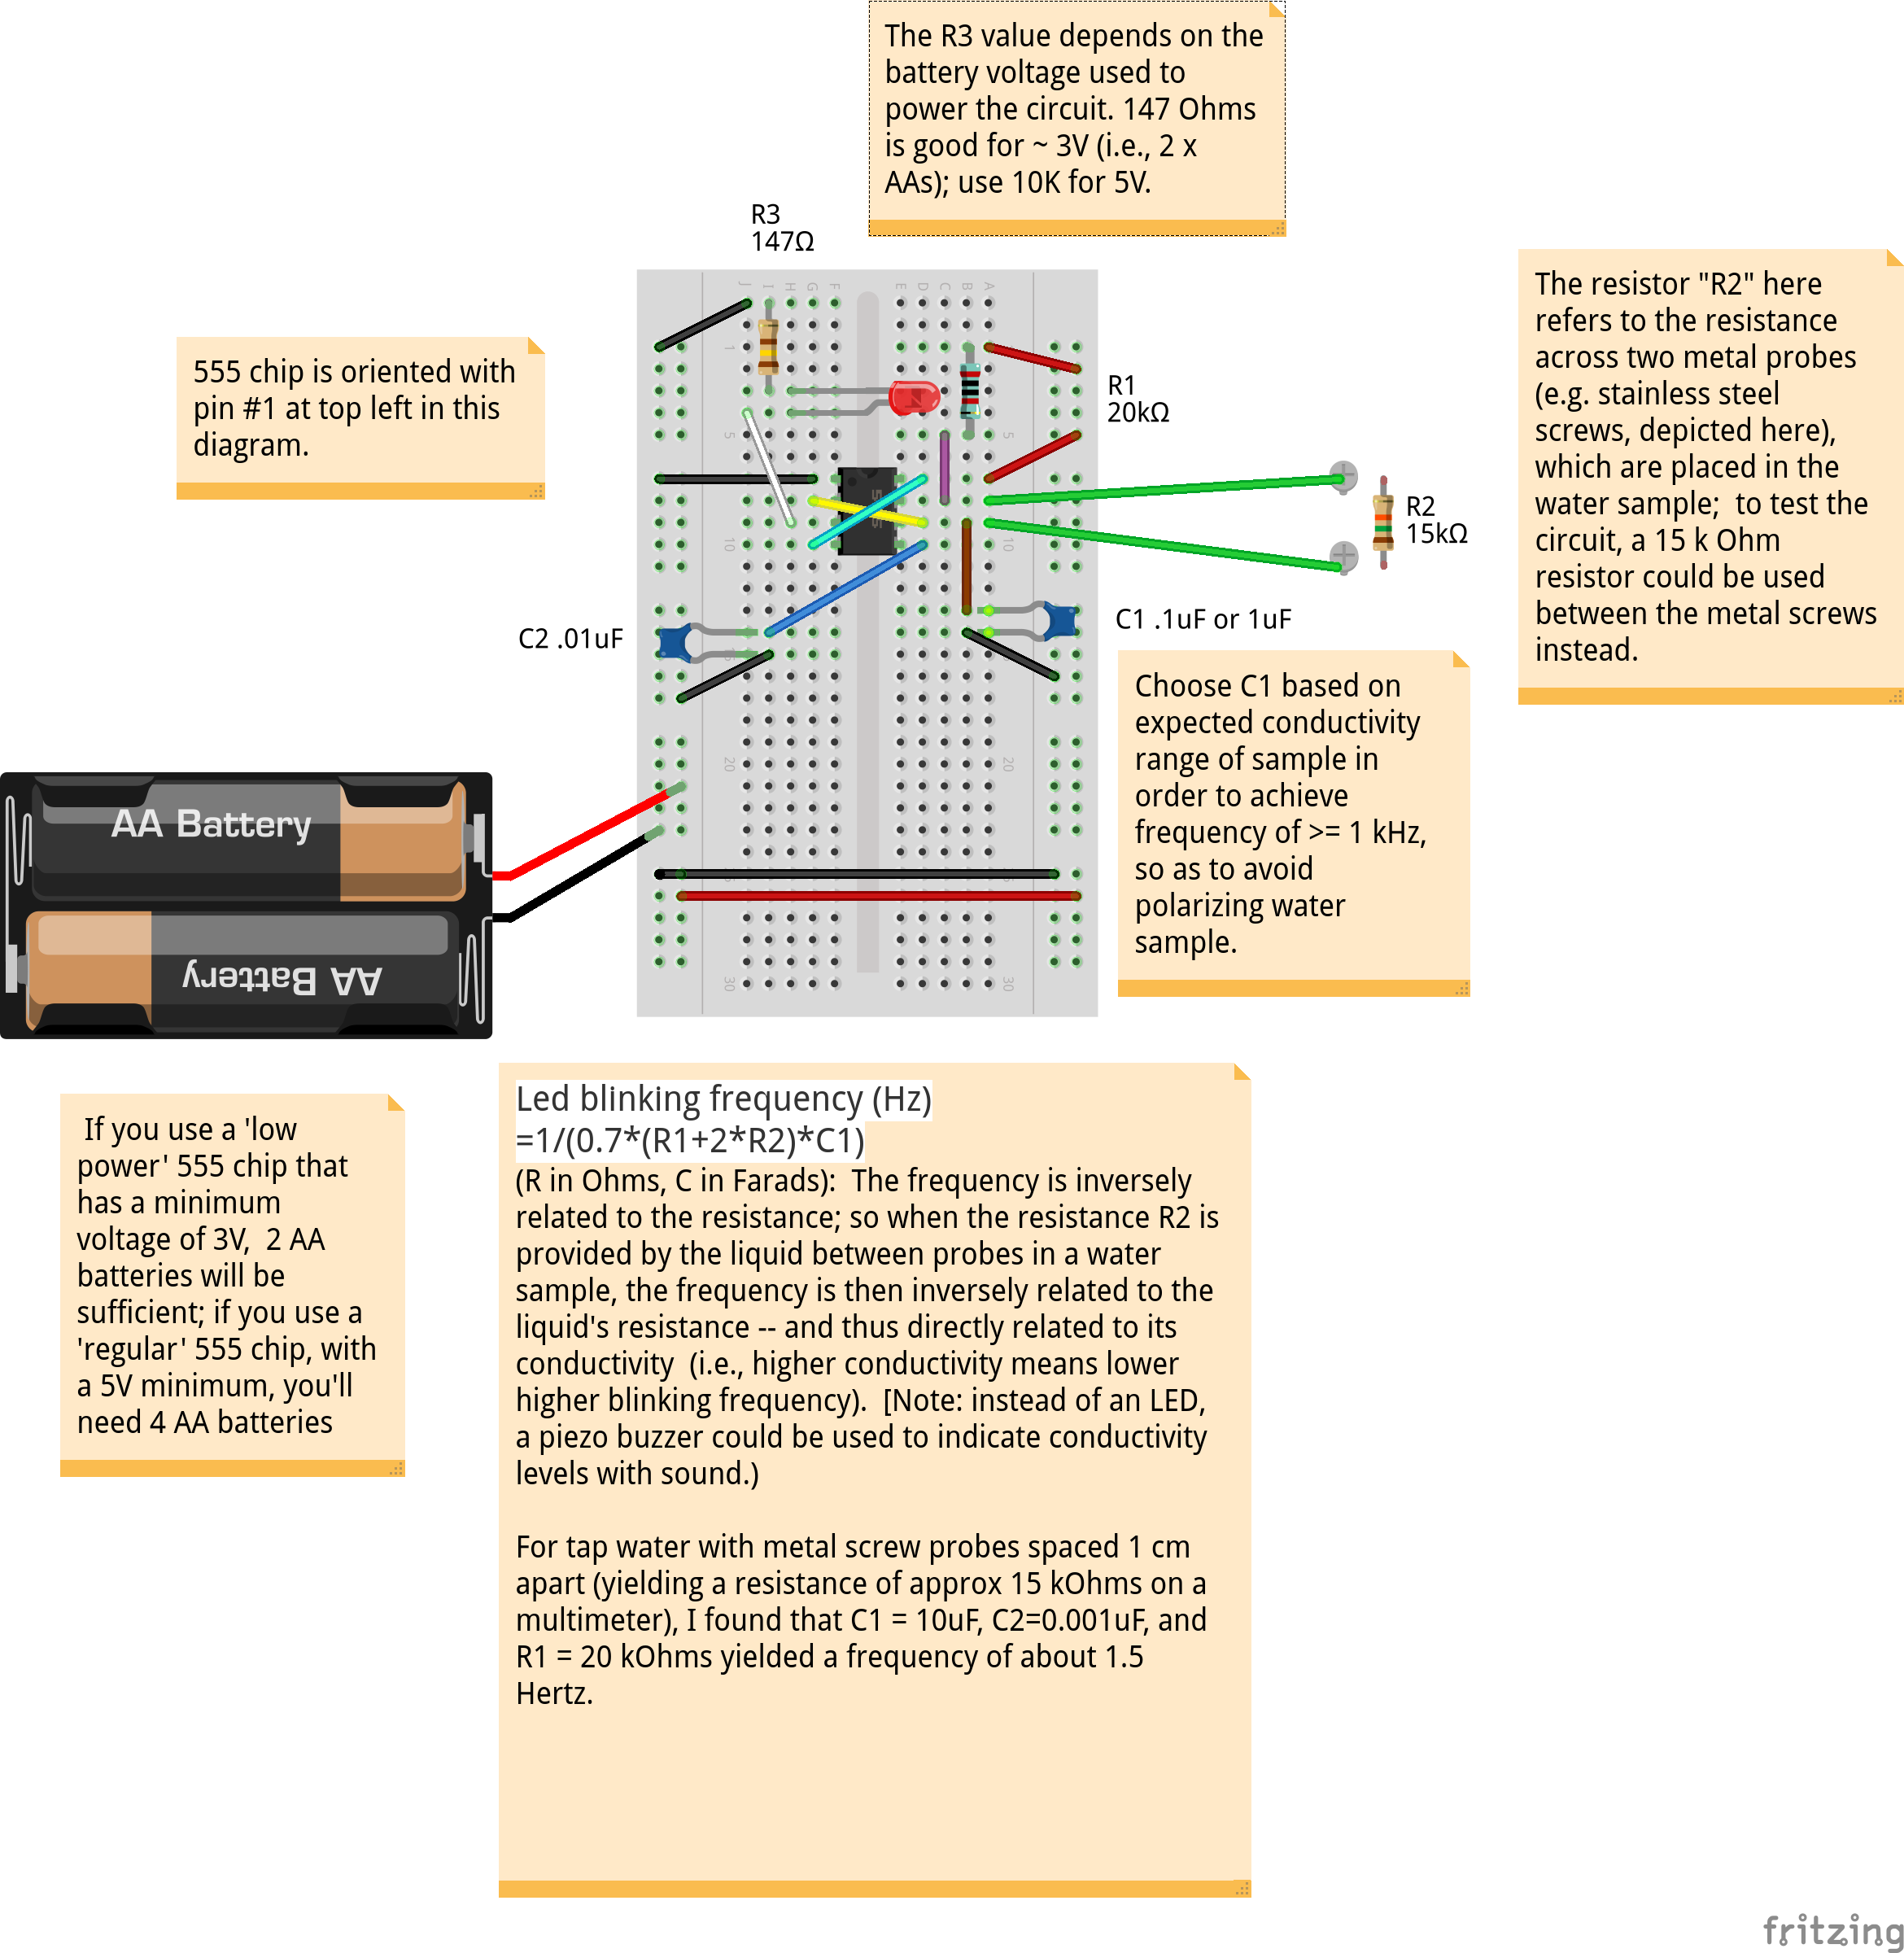 The R3 value depends on the
battery voltage used to
power the circuit. 147 Ohms
is good for ~ 3V (i.e., 2 x
AAs); use 10K for 5V.
R3
147Ω
The resistor "R2" here
refers to the resistance
across two metal probes
(e.g. stainless steel
screws, depicted here),
which are placed in the
water sample;  to test the
circuit, a 15 k Ohm
resistor could be used
between the metal screws
instead.
555 chip is oriented with
pin #1 at top left in this
diagram.
J I H G F E D C B A
1
5 5
10 10
20 20
30 30
555
R1
20kΩ
R2
15kΩ
C2 .01uF
C1 .1uF or 1uF
Choose C1 based on
expected conductivity
range of sample in
order to achieve
frequency of >= 1 kHz,
so as to avoid
polarizing water
sample.
AA Battery
AA Battery
If you use a 'low
power' 555 chip that
has a minimum
voltage of 3V,  2 AA
batteries will be
sufficient; if you use a
'regular' 555 chip, with
a 5V minimum, you'll
need 4 AA batteries
Led blinking frequency (Hz)
=1/(0.7*(R1+2*R2)*C1)
(R in Ohms, C in Farads):  The frequency is inversely
related to the resistance; so when the resistance R2 is
provided by the liquid between probes in a water
sample, the frequency is then inversely related to the
liquid's resistance -- and thus directly related to its
conductivity  (i.e., higher conductivity means lower
higher blinking frequency).  [Note: instead of an LED,
a piezo buzzer could be used to indicate conductivity
levels with sound.)
For tap water with metal screw probes spaced 1 cm
apart (yielding a resistance of approx 15 kOhms on a
multimeter), I found that C1 = 10uF, C2=0.001uF, and
R1 = 20 kOhms yielded a frequency of about 1.5
Hertz.
fritzing